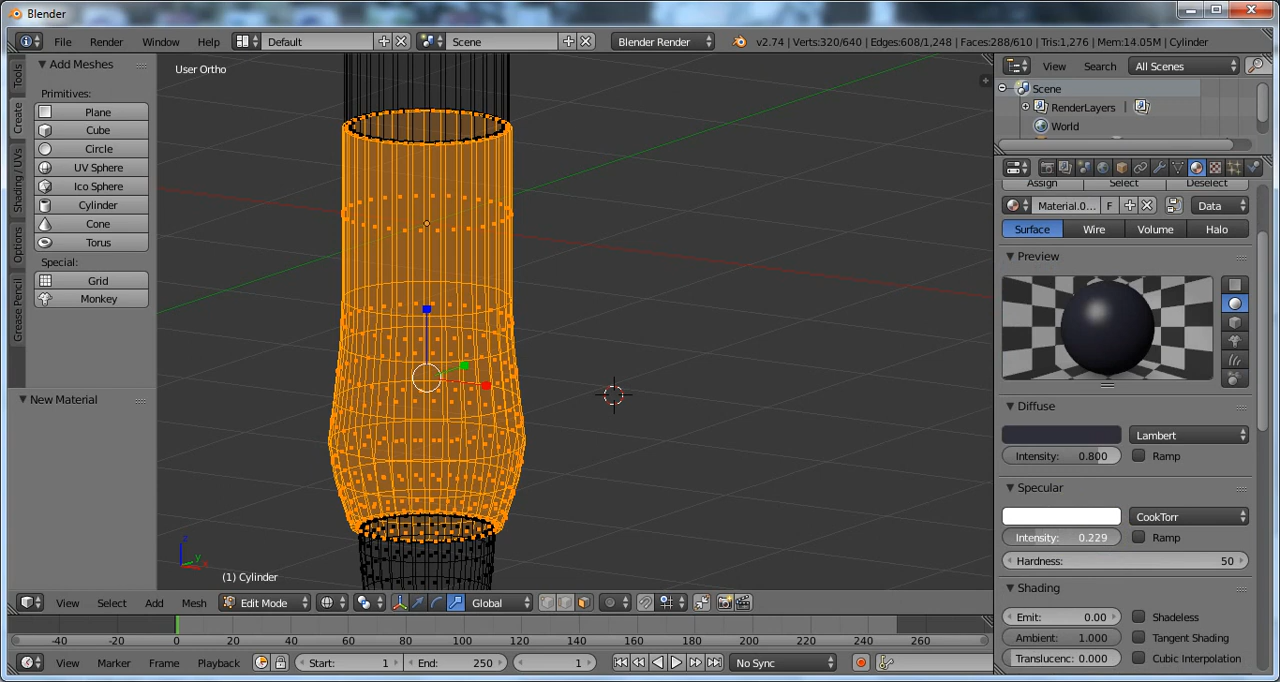 Blender
File Render Window Help Default Scene Blender Render v2.74 | Verts:320/640 | Edges:608/1,248 | Faces:288/610 | Tris:1,276 | Mem:14.05M | Cylinder
Add Meshes
Primitives:
Plane
Cube
Circle
UV Sphere
Ico Sphere
Cylinder
Cone
Torus
Special:
Grid
Monkey
Tools
Create
Shading / UVs
Options
Grease Pencil
New Material
User Ortho
z
y
x
(1) Cylinder
View Select Add Mesh Edit Mode Global
-40 -20 0 20 40 60 80 100 120 140 160 180 200 220 240 260
View Marker Frame Playback Start: 1 End: 250 1 No Sync
View Search All Scenes
Scene
RenderLayers |
World
Assign Select Deselect
Material.0... F Data
Surface Wire Volume Halo
Preview
Diffuse
Lambert
Intensity: 0.800 Ramp
Specular
CookTorr
Intensity: 0.229 Ramp
Hardness: 50
Shading
Emit: 0.00 Shadeless
Ambient: 1.000 Tangent Shading
Translucenc: 0.000 Cubic Interpolation